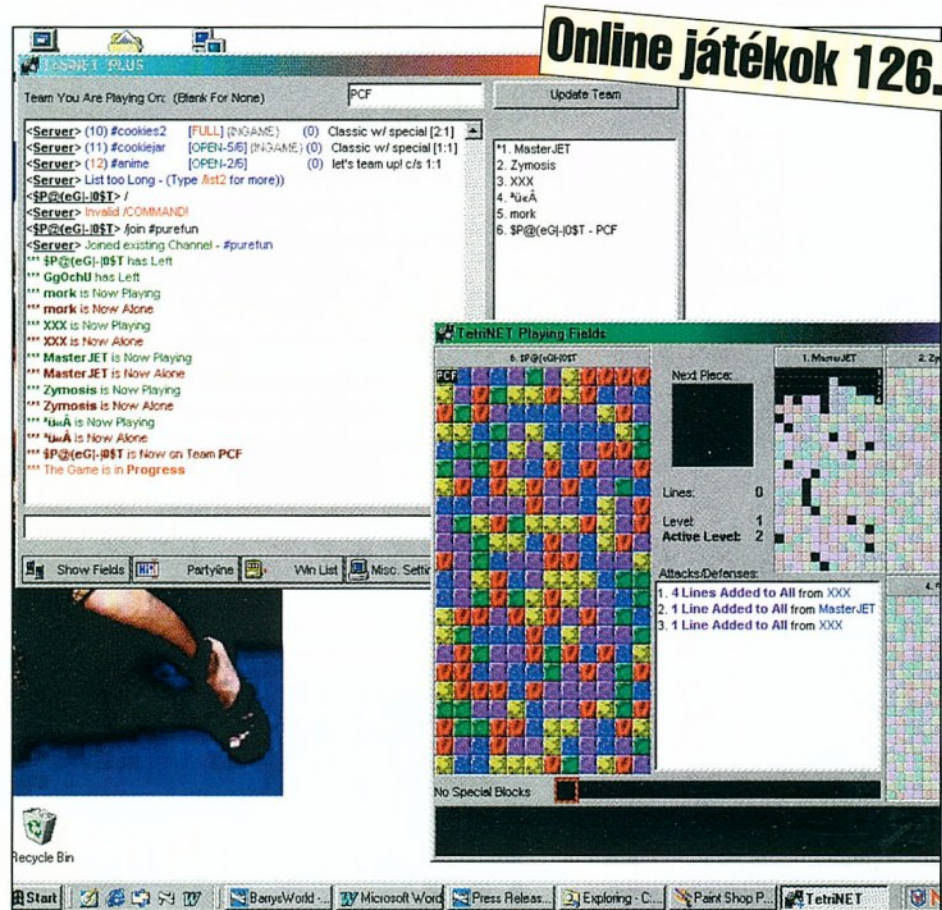 Online játékok 126.
TetriNET PLUS
Team You Are Playing On: (Blank For None)
PCF
Update Team
<Server> (10) #cookies2 [FULL] {INGAME} (0) Classic w/ special [2:1]
<Server> (11) #cookiejar [OPEN-5/6] {INGAME} (0) Classic w/ special [1:1]
<Server> (12) #anime [OPEN-2/6] (0) let's team up! c/s 1:1
<Server> List too Long - (Type /list2 for more))
<$P@(eG|-|0$T> /
<Server> Invalid /COMMAND!
<$P@(eG|-|0$T> /join #purefun
<Server> Joined existing Channel - #purefun
*** $P@(eG|-|0$T has Left
*** GgOchU has Left
*** mork is Now Playing
*** mork is Now Alone
*** XXX is Now Playing
*** XXX is Now Alone
*** MasterJET is Now Playing
*** MasterJET is Now Alone
*** Zymosis is Now Playing
*** Zymosis is Now Alone
*** ªü«Â is Now Playing
*** ªü«Â is Now Alone
*** $P@(eG|-|0$T is Now on Team PCF
*** The Game is in Progress
*1. MasterJET
2. Zymosis
3. XXX
4. ªü«Â
5. mork
6. $P@(eG|-|0$T - PCF
Show Fields
Partyline
Win List
Misc. Settin
TetriNET Playing Fields
6. $P@(eG|-|0$T
PCF
Next Piece:
1. MasterJET
2. Zy
Lines: 0
Level: 1
Active Level: 2
Attacks/Defenses:
1. 4 Lines Added to All from XXX
2. 1 Line Added to All from MasterJET
3. 1 Line Added to All from XXX
No Special Blocks
Recycle Bin
Start
BarrysWorld -...
Microsoft Word
Press Releas...
Exploring - C...
Paint Shop P...
TetriNET